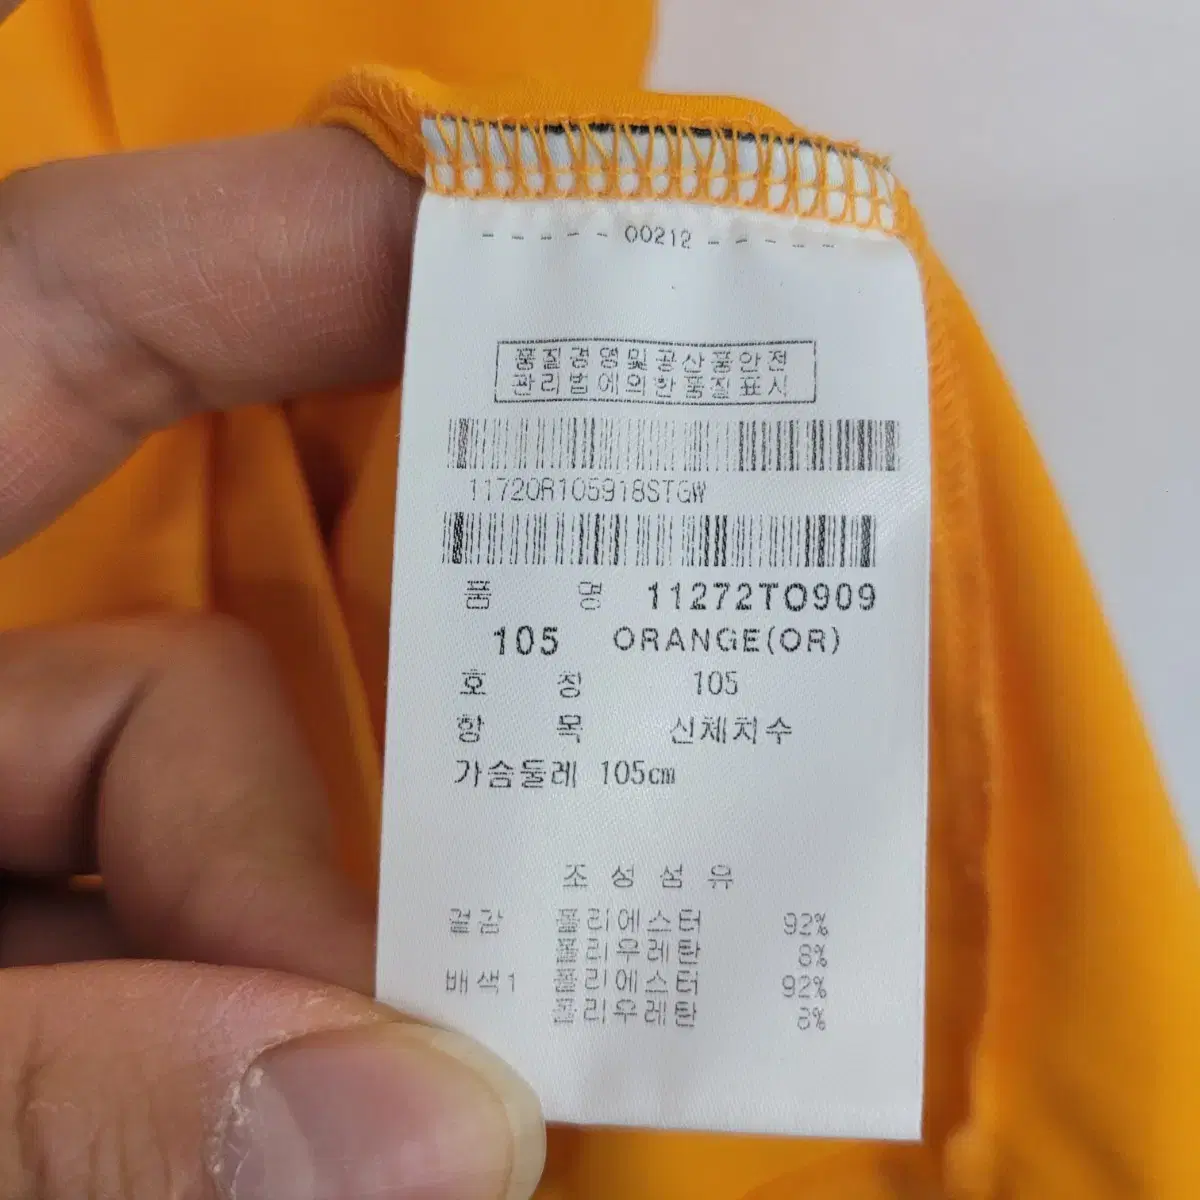 - - - - - 00212 - - - - -
품질경영및공산품안전
관리법에의한품질표시
11720R105918STGW
품 명 11272TO909
105 ORANGE(OR)
호 칭 105
항 목 신체치수
가슴둘레 105cm
조 성 섬 유
겉감 폴리에스터 92%
폴리우레탄 8%
배색1 폴리에스터 92%
폴리우레탄 8%